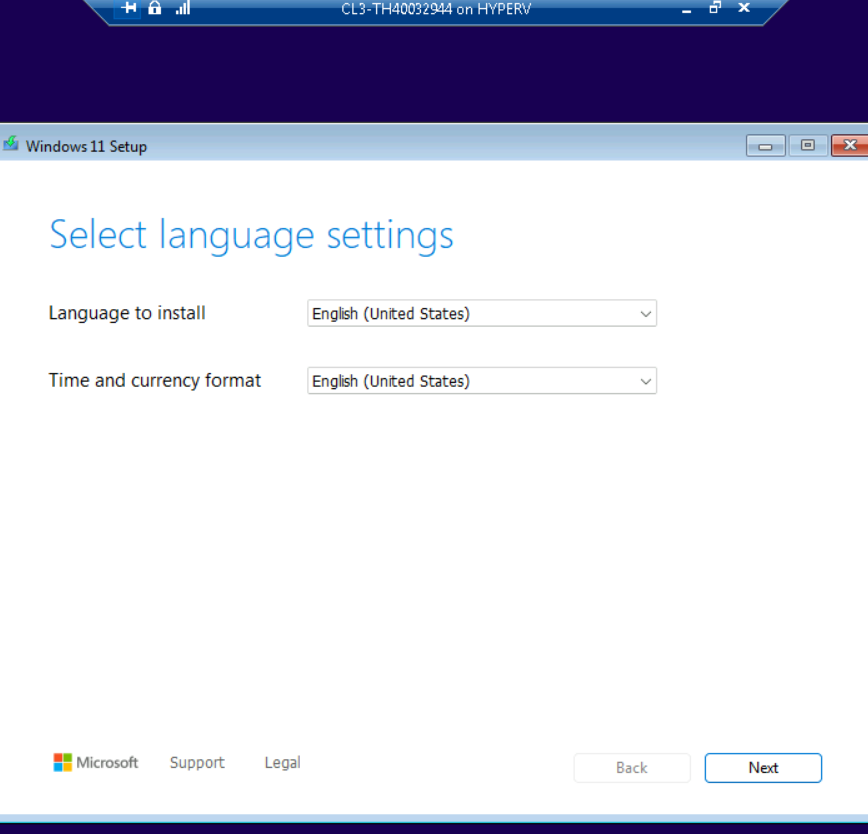 CL3-TH40032944 on HYPERV
Windows 11 Setup
Select language settings
Language to install English (United States)
Time and currency format English (United States)
Microsoft Support Legal Back Next